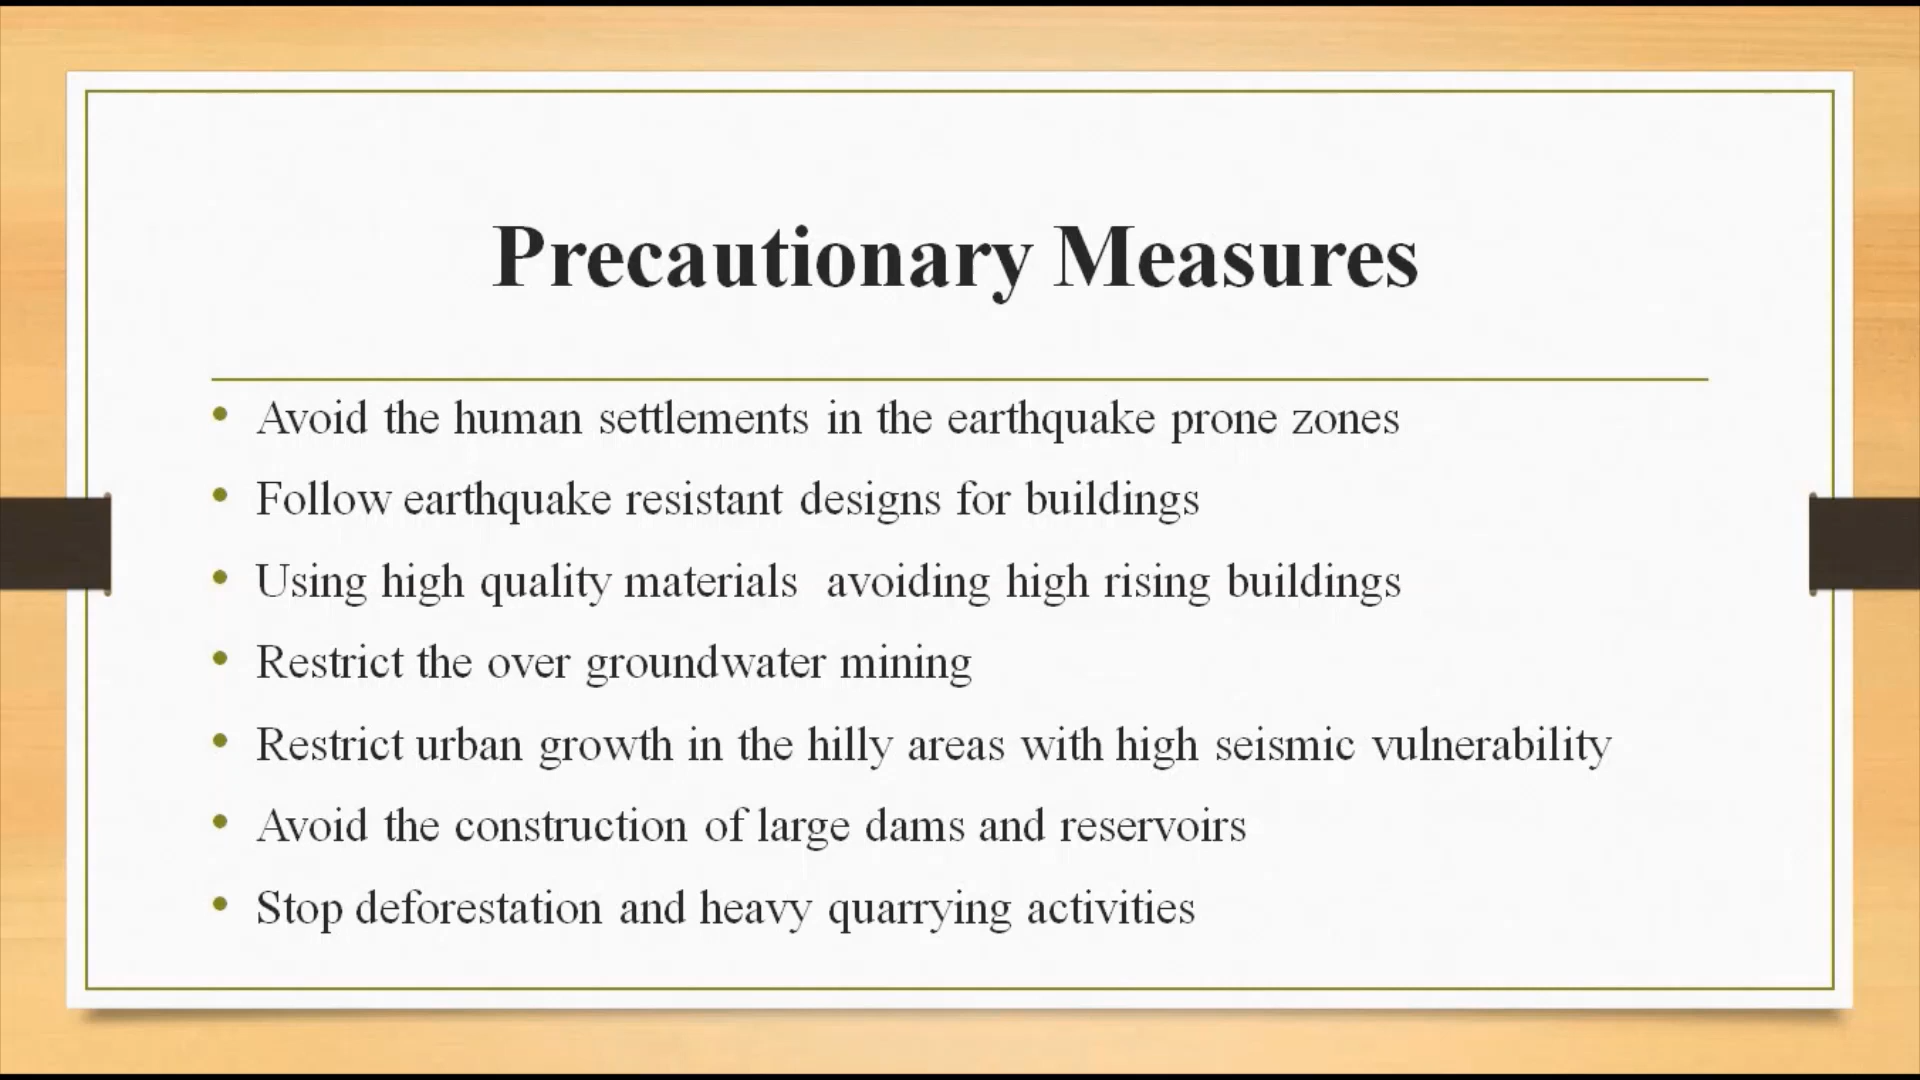 Precautionary Measures
• Avoid the human settlements in the earthquake prone zones
• Follow earthquake resistant designs for buildings
• Using high quality materials  avoiding high rising buildings
• Restrict the over groundwater mining
• Restrict urban growth in the hilly areas with high seismic vulnerability
• Avoid the construction of large dams and reservoirs
• Stop deforestation and heavy quarrying activities